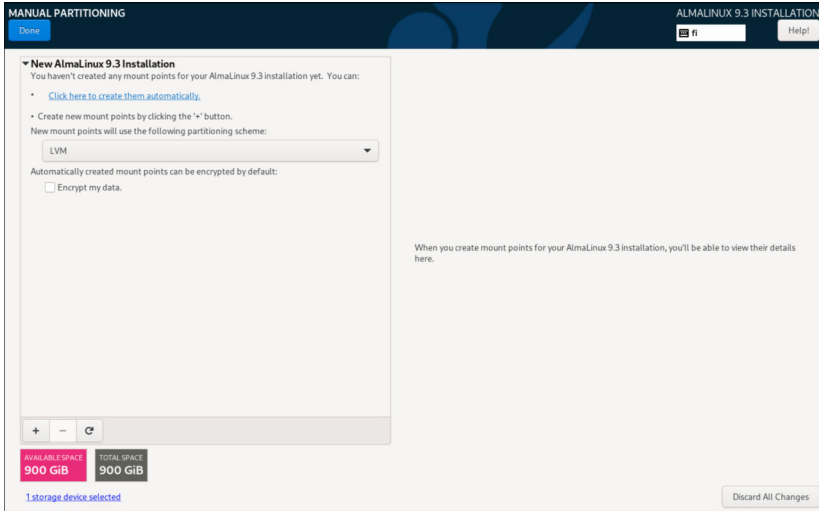 MANUAL PARTITIONING
ALMALINUX 9.3 INSTALLATION
Done
fi
Help!
New AlmaLinux 9.3 Installation
You haven't created any mount points for your AlmaLinux 9.3 installation yet. You can:
• Click here to create them automatically.
• Create new mount points by clicking the '+' button.
New mount points will use the following partitioning scheme:
LVM
Automatically created mount points can be encrypted by default:
Encrypt my data.
When you create mount points for your AlmaLinux 9.3 installation, you'll be able to view their details
here.
+ −
AVAILABLE SPACE
900 GiB
TOTAL SPACE
900 GiB
1 storage device selected
Discard All Changes